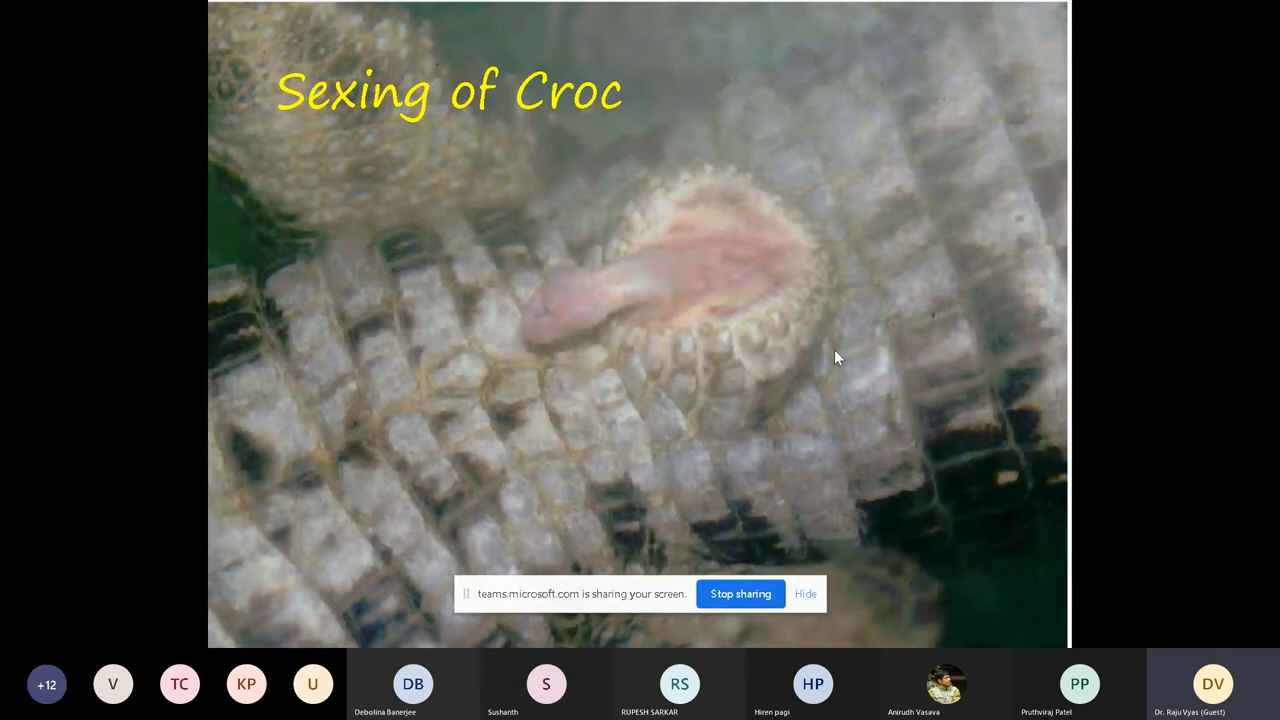 Sexing of Croc
teams.microsoft.com is sharing your screen.
Stop sharing
Hide
+12
V
TC
KP
U
DB
S
RS
HP
PP
DV
Debolina Banerjee
Sushanth
RUPESH SARKAR
Hiren pagi
Anirudh Vasava
Pruthviraj Patel
Dr. Raju Vyas (Guest)